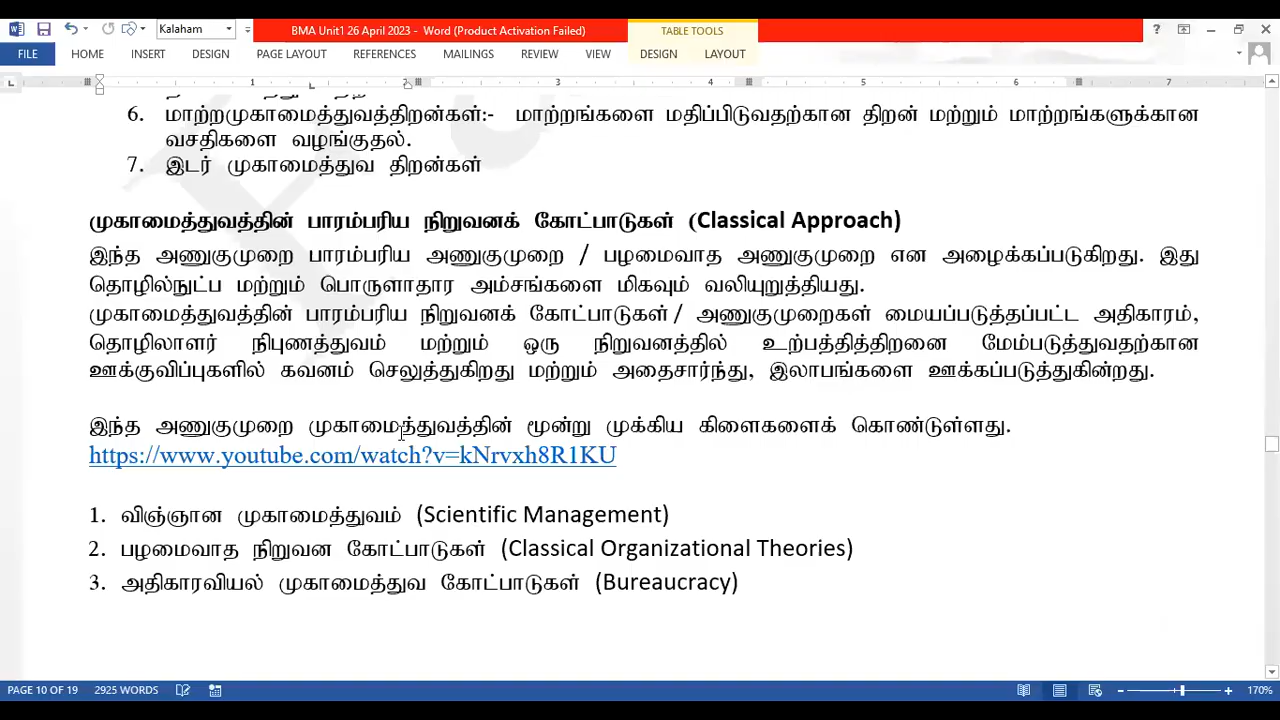 Kalaham
BMA Unit1 26 April 2023 - Word (Product Activation Failed)
TABLE TOOLS
?
FILE HOME INSERT DESIGN PAGE LAYOUT REFERENCES MAILINGS REVIEW VIEW DESIGN LAYOUT
1 2 3 4 5 6 7
6. மாற்றமுகாமைத்துவத்திறன்கள்:- மாற்றங்களை மதிப்பிடுவதற்கான திறன் மற்றும் மாற்றங்களுக்கான
வசதிகளை வழங்குதல்.
7. இடர் முகாமைத்துவ திறன்கள்
முகாமைத்துவத்தின் பாரம்பரிய நிறுவனக் கோட்பாடுகள் (Classical Approach)
இந்த அணுகுமுறை பாரம்பரிய அணுகுமுறை / பழமைவாத அணுகுமுறை என அழைக்கப்படுகிறது. இது
தொழில்நுட்ப மற்றும் பொருளாதார அம்சங்களை மிகவும் வலியுறுத்தியது.
முகாமைத்துவத்தின் பாரம்பரிய நிறுவனக் கோட்பாடுகள்/ அணுகுமுறைகள் மையப்படுத்தப்பட்ட அதிகாரம்,
தொழிலாளர் நிபுணத்துவம் மற்றும் ஒரு நிறுவனத்தில் உற்பத்தித்திறனை மேம்படுத்துவதற்கான
ஊக்குவிப்புகளில் கவனம் செலுத்துகிறது மற்றும் அதைசார்ந்து, இலாபங்களை ஊக்கப்படுத்துகின்றது.
இந்த அணுகுமுறை முகாமைத்துவத்தின் மூன்று முக்கிய கிளைகளைக் கொண்டுள்ளது.
https://www.youtube.com/watch?v=kNrvxh8R1KU
1. விஞ்ஞான முகாமைத்துவம் (Scientific Management)
2. பழமைவாத நிறுவன கோட்பாடுகள் (Classical Organizational Theories)
3. அதிகாரவியல் முகாமைத்துவ கோட்பாடுகள் (Bureaucracy)
PAGE 10 OF 19 2925 WORDS 170%